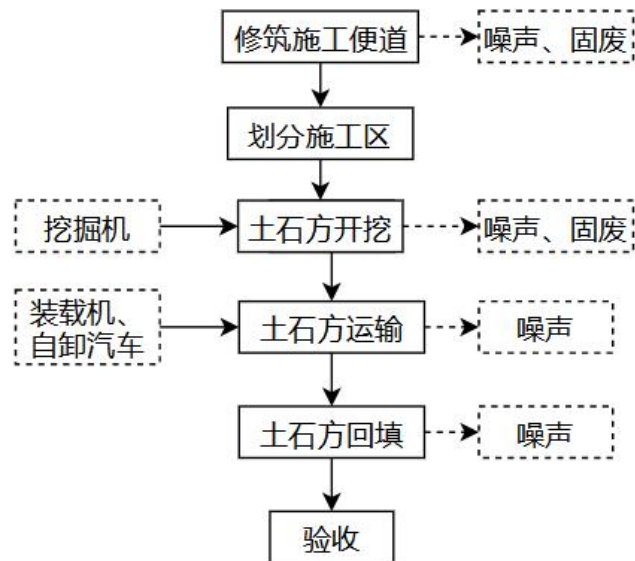 修筑施工便道
噪声、固废
划分施工区
挖掘机
土石方开挖
噪声、固废
装载机、
自卸汽车
土石方运输
噪声
土石方回填
噪声
验收